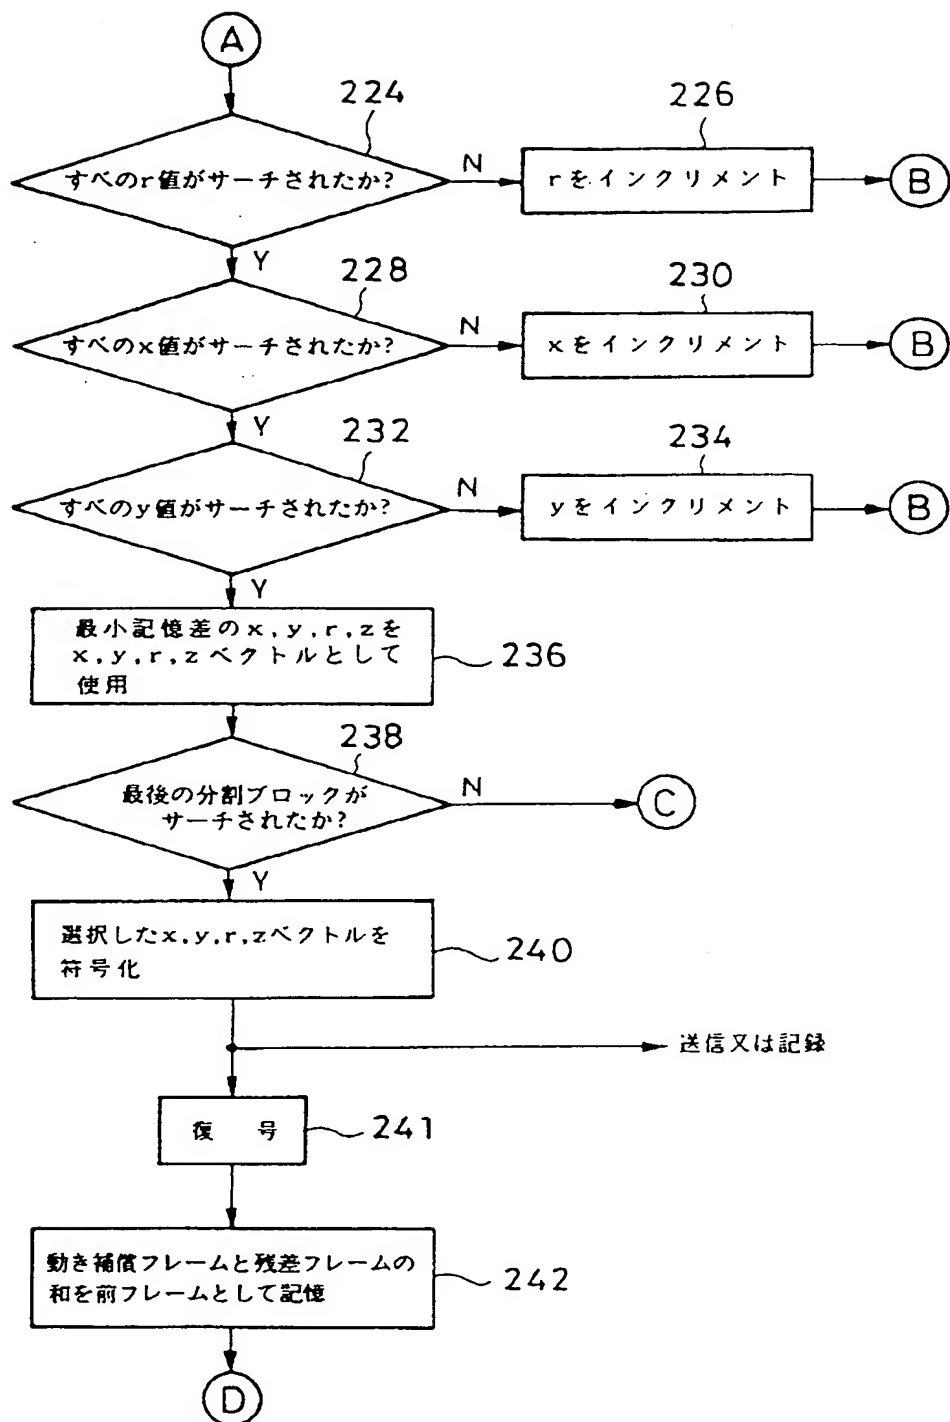 A
224
226
すべのr値がサーチされたか?
N
rをインクリメント
B
Y
228
230
すべのx値がサーチされたか?
N
xをインクリメント
B
Y
232
234
すべのy値がサーチされたか?
N
yをインクリメント
B
Y
最小記憶差のx,y,r,zを
x,y,r,zベクトルとして
使用
236
238
最後の分割ブロックが
サーチされたか?
N
C
Y
選択したx,y,r,zベクトルを
符号化
240
送信又は記録
復 号
241
動き補償フレームと残差フレームの
和を前フレームとして記憶
242
D